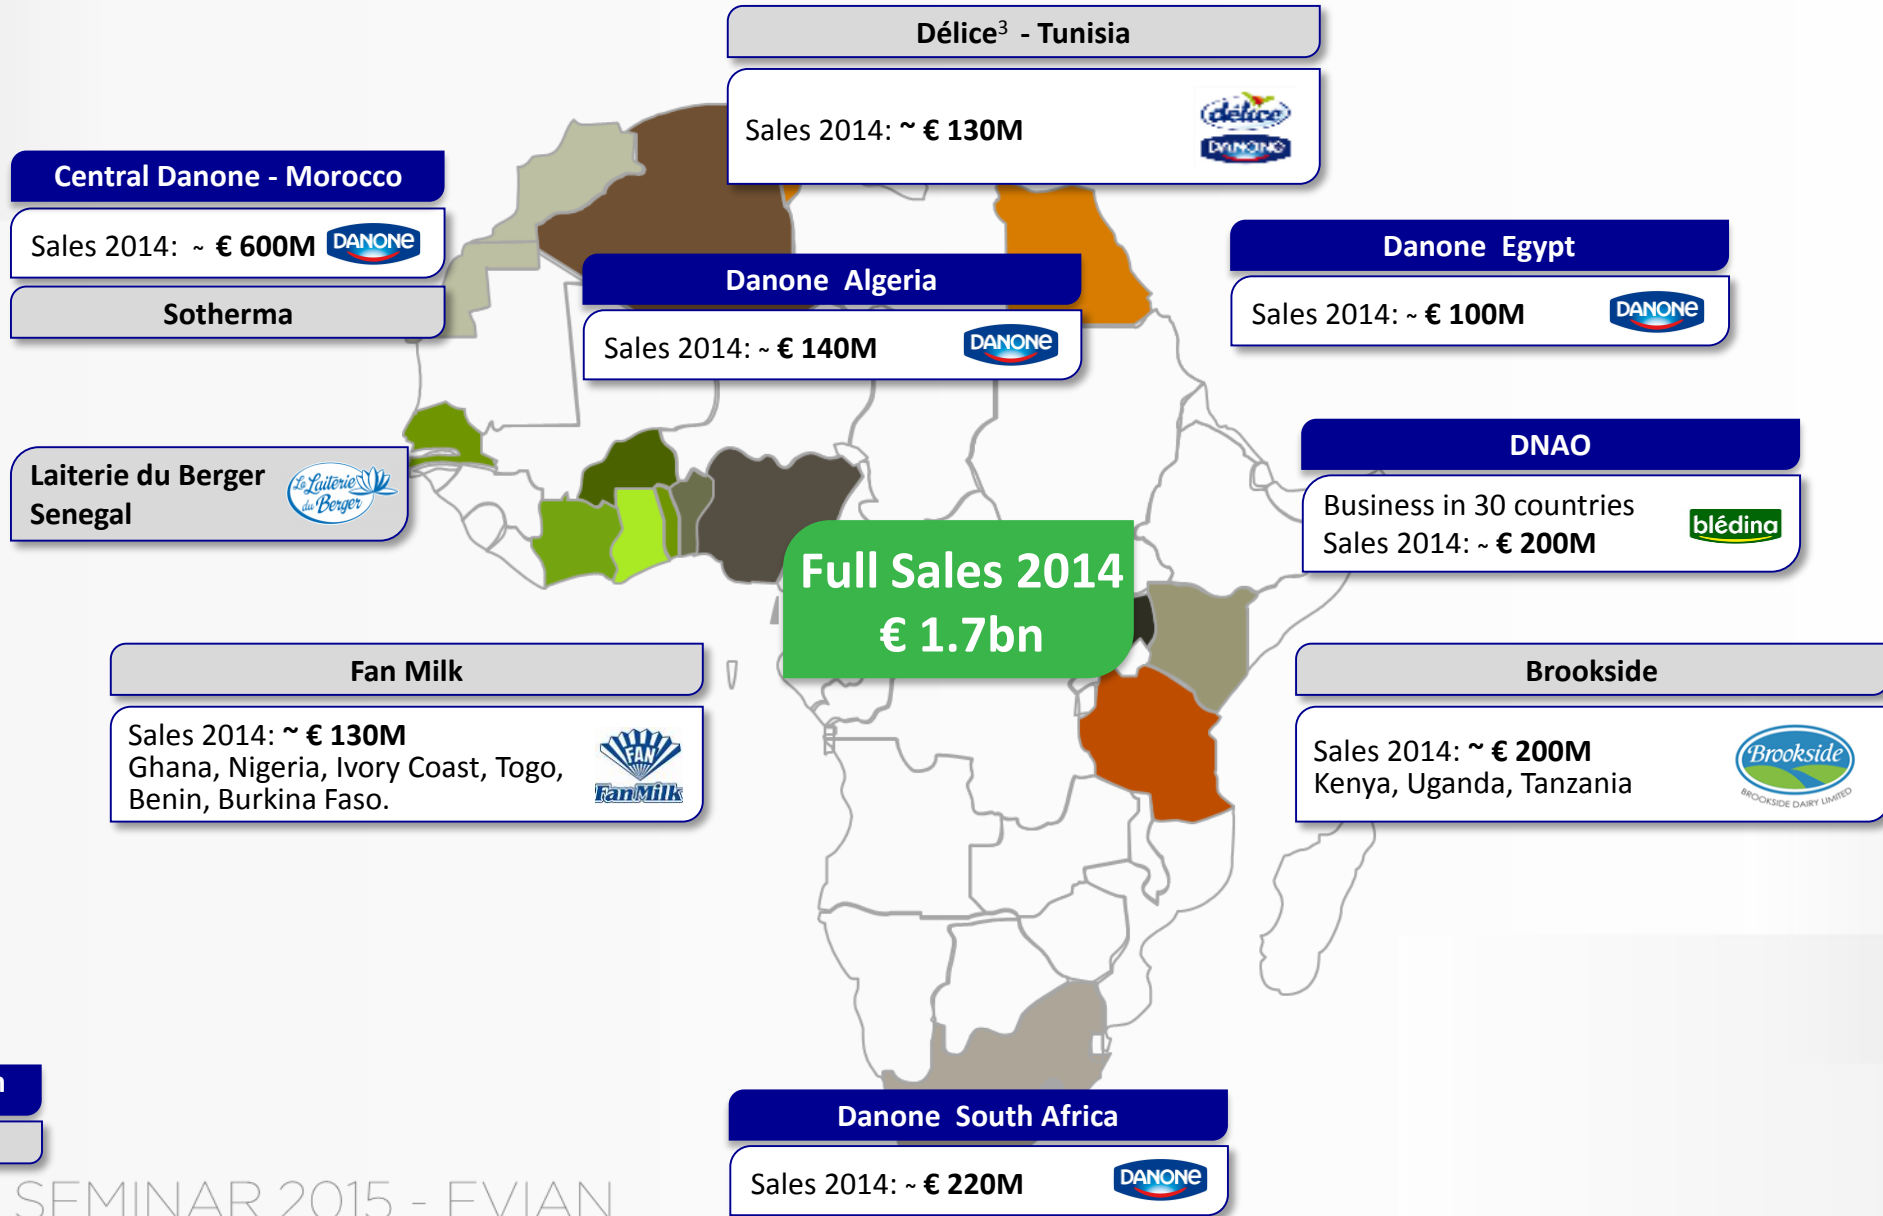 Délice³ - Tunisia
Sales 2014: ~ € 130M
délice
DANONE
Central Danone - Morocco
Sales 2014: ~ € 600M
DANONE
Sotherma
Danone Algeria
Sales 2014: ~ € 140M
DANONE
Danone Egypt
Sales 2014: ~ € 100M
DANONE
Laiterie du Berger
Senegal
La Laiterie
du Berger
DNAO
Business in 30 countries
Sales 2014: ~ € 200M
blédina
Full Sales 2014
€ 1.7bn
Fan Milk
Sales 2014: ~ € 130M
Ghana, Nigeria, Ivory Coast, Togo,
Benin, Burkina Faso.
FAN
FanMilk
Brookside
Sales 2014: ~ € 200M
Kenya, Uganda, Tanzania
Brookside
BROOKSIDE DAIRY LIMITED
Danone South Africa
Sales 2014: ~ € 220M
DANONE
SEMINAR 2015 - EVIAN